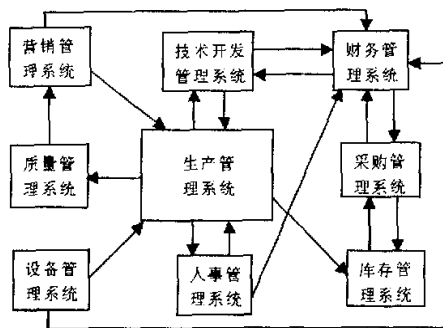 营销管
理系统
技术开发
管理系统
财务管
理系统
质量管
理系统
生产管
理系统
采购管
理系统
设备管
理系统
人事管
理系统
库存管
理系统